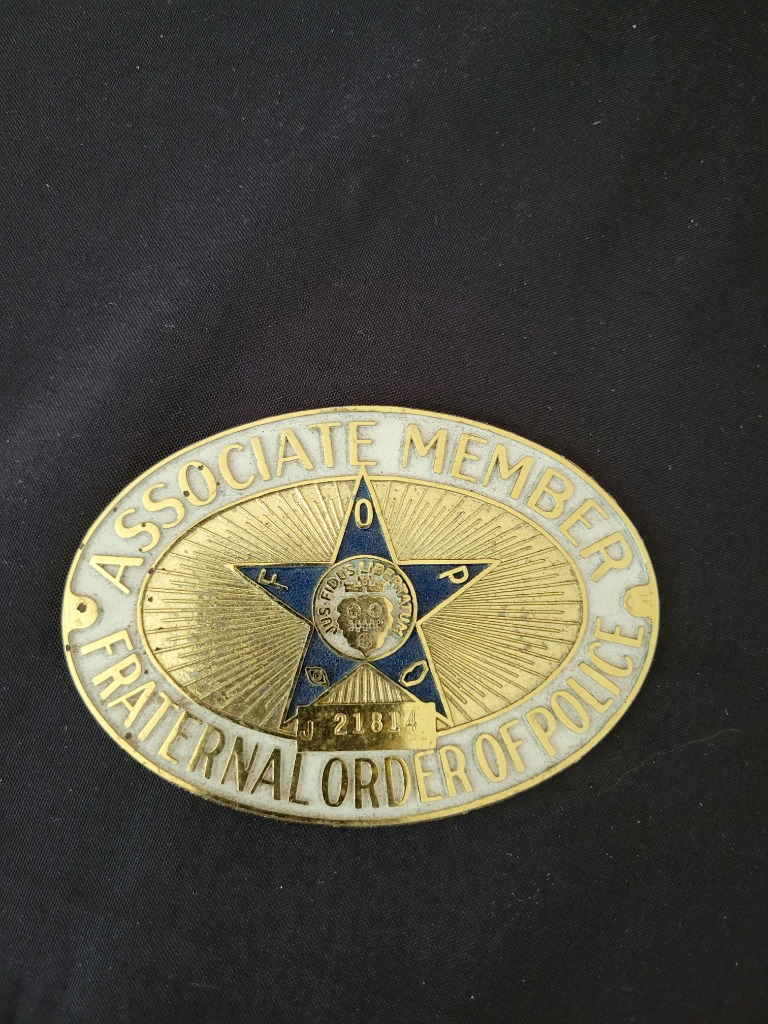 ASSOCIATE MEMBER
O
F P
JUS·FIDUS·LIBERTATUM
J 21814
FRATERNAL ORDER OF POLICE